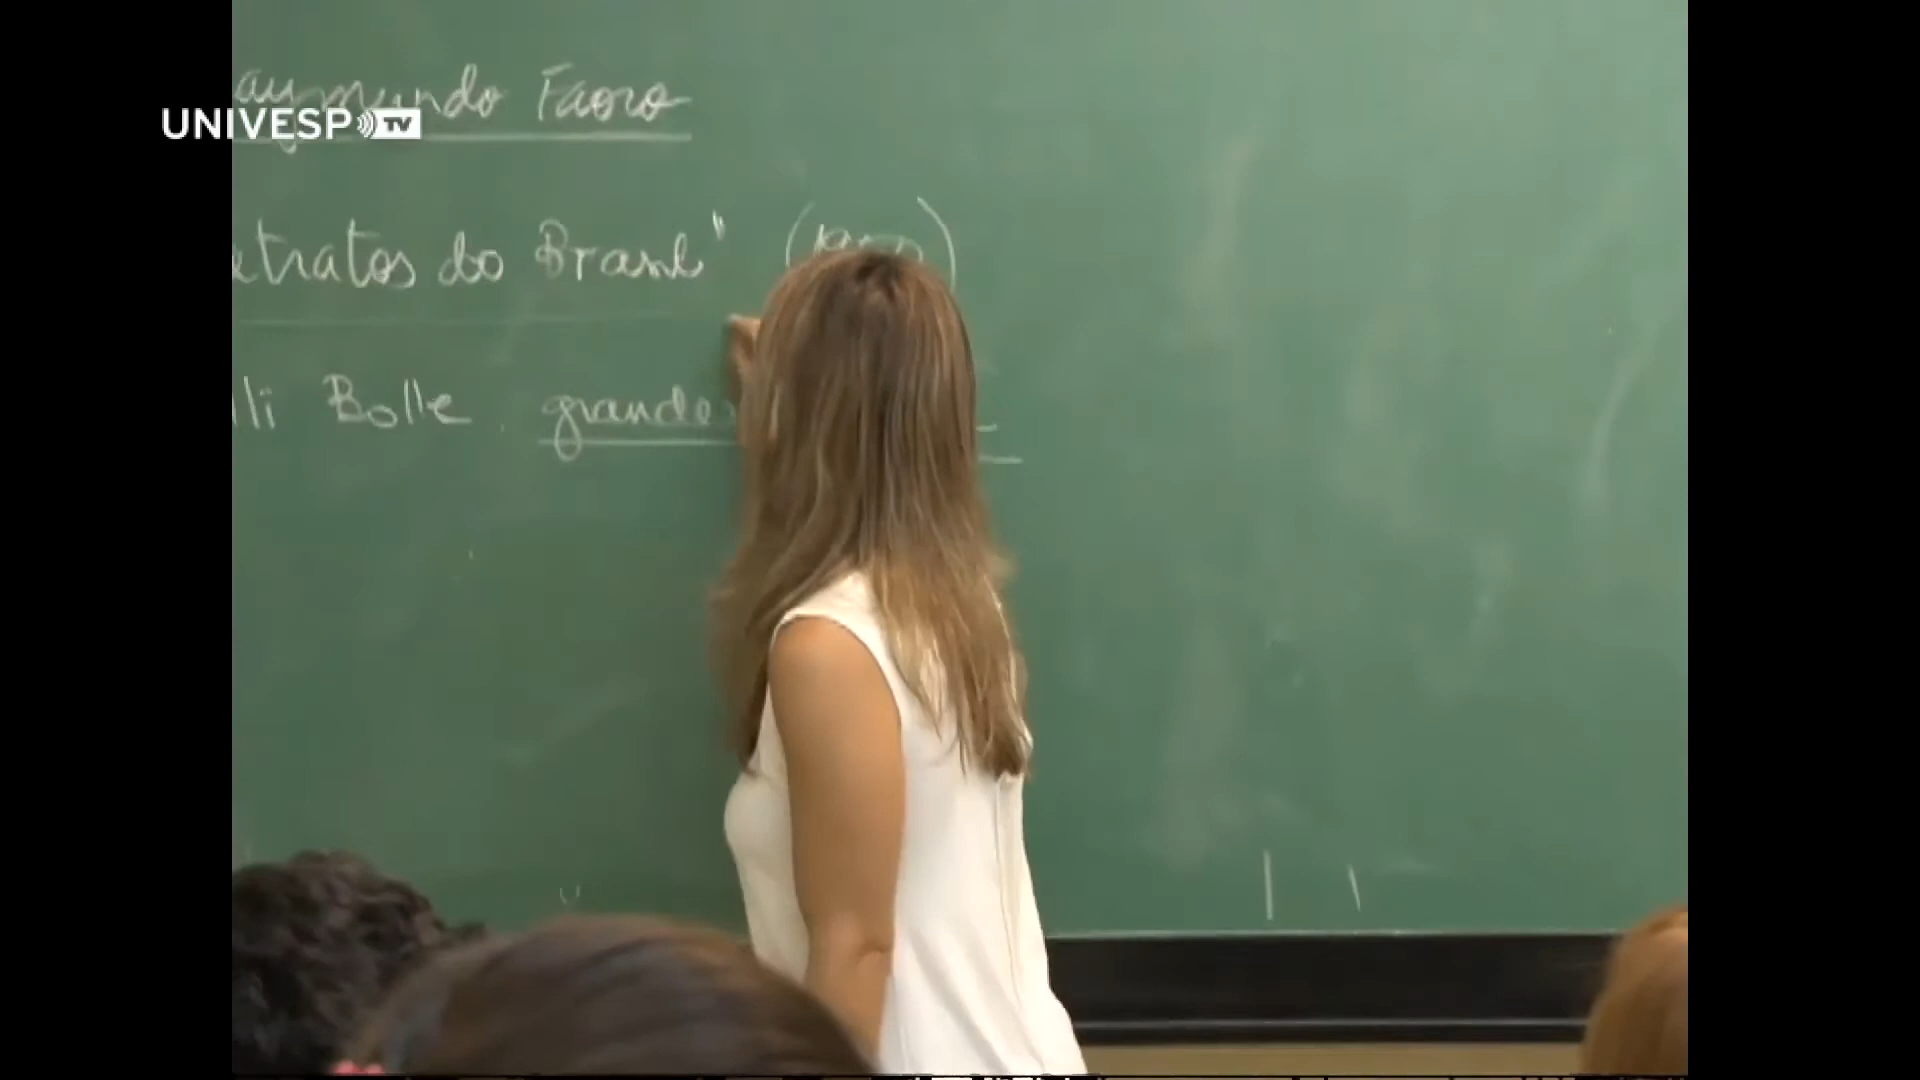 aymundo Faoro
UNIVESP TV
etratos do Brasil"
lli Bolle grande